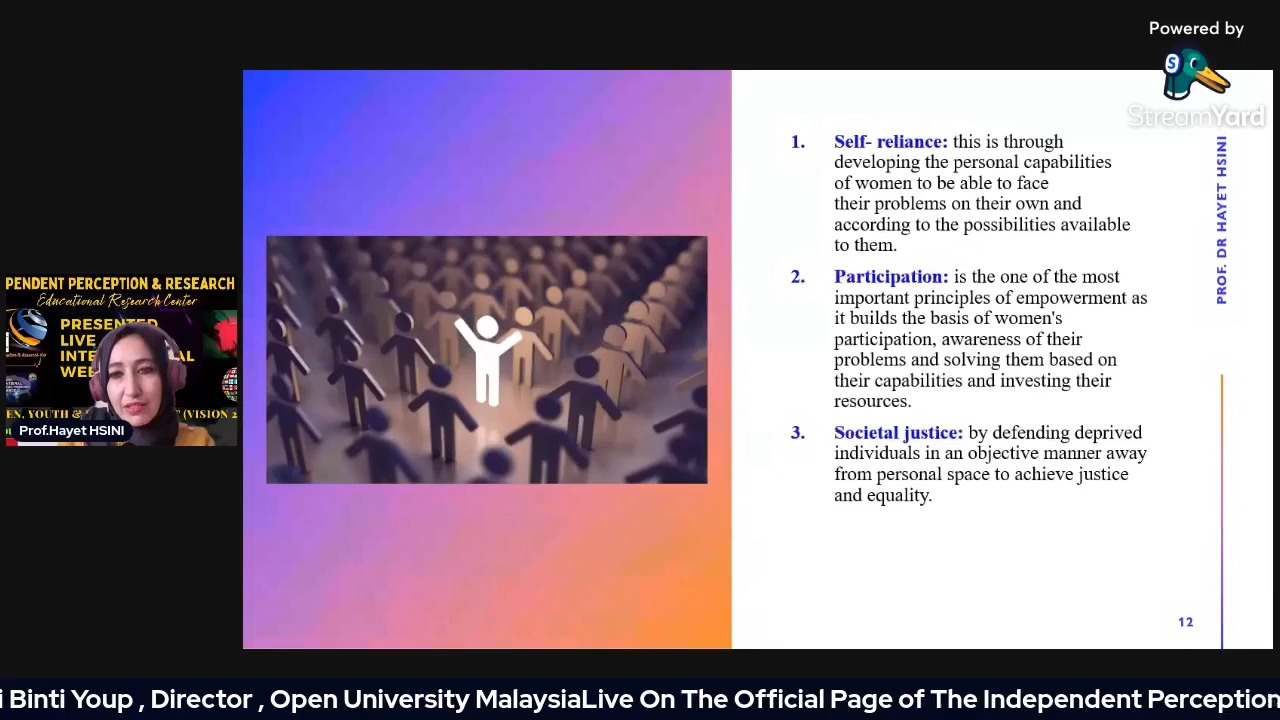 Powered by
S
StreamYard
1. Self- reliance: this is through
developing the personal capabilities
of women to be able to face
their problems on their own and
according to the possibilities available
to them.
2. Participation: is the one of the most
important principles of empowerment as
it builds the basis of women's
participation, awareness of their
problems and solving them based on
their capabilities and investing their
resources.
3. Societal justice: by defending deprived
individuals in an objective manner away
from personal space to achieve justice
and equality.
PROF. DR HAYET HSINI
12
PENDENT PERCEPTION & RESEARCH
Educational Research Center
PRESENTED
LIVE
INTE
AL
WE
EN, YOUTH &
(VISION 2
Prof.Hayet HSINI
i Binti Youp , Director , Open University MalaysiaLive On The Official Page of The Independent Perception